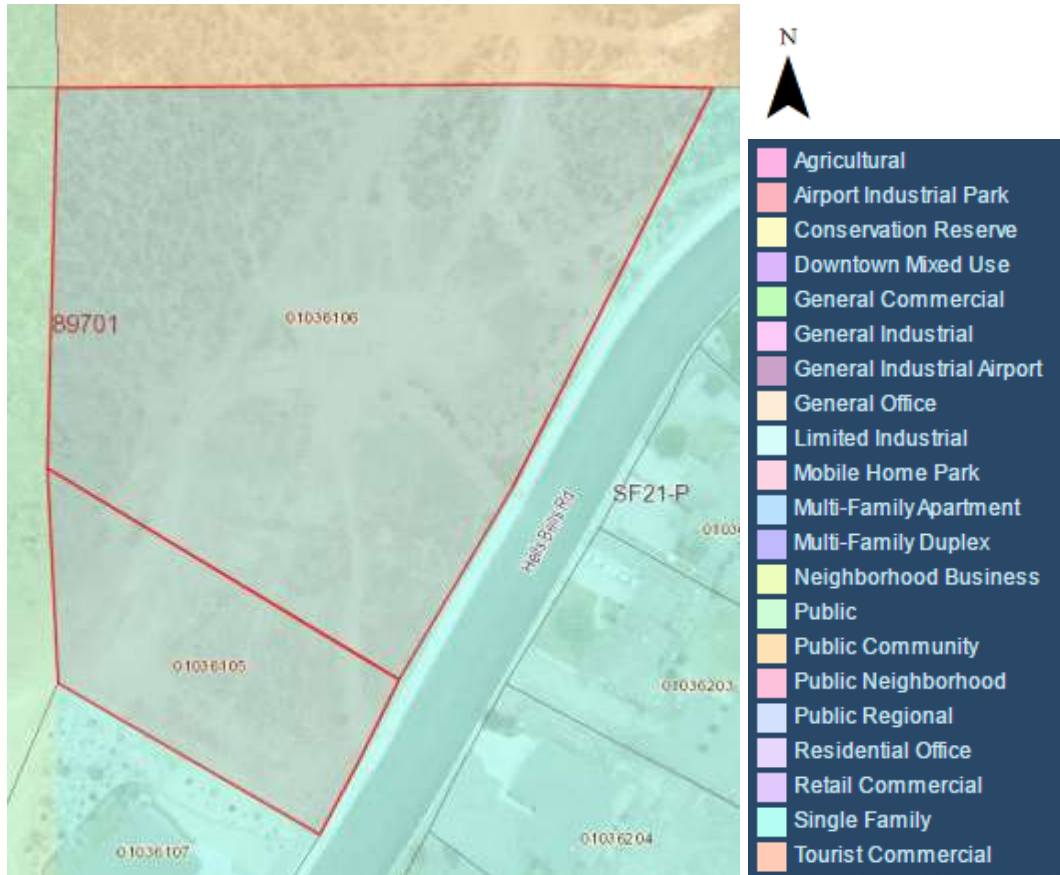 N
89701
01036106
SF21-P
Hells Bells Rd
01036105
01036203
01036204
01036107
Agricultural
Airport Industrial Park
Conservation Reserve
Downtown Mixed Use
General Commercial
General Industrial
General Industrial Airport
General Office
Limited Industrial
Mobile Home Park
Multi-Family Apartment
Multi-Family Duplex
Neighborhood Business
Public
Public Community
Public Neighborhood
Public Regional
Residential Office
Retail Commercial
Single Family
Tourist Commercial